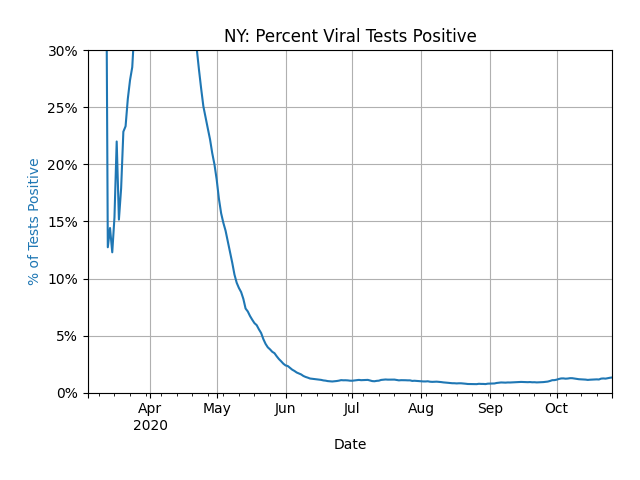 NY: Percent Viral Tests Positive
30%
25%
20%
15%
10%
5%
0%
% of Tests Positive
Apr May Jun Jul Aug Sep Oct
2020
Date